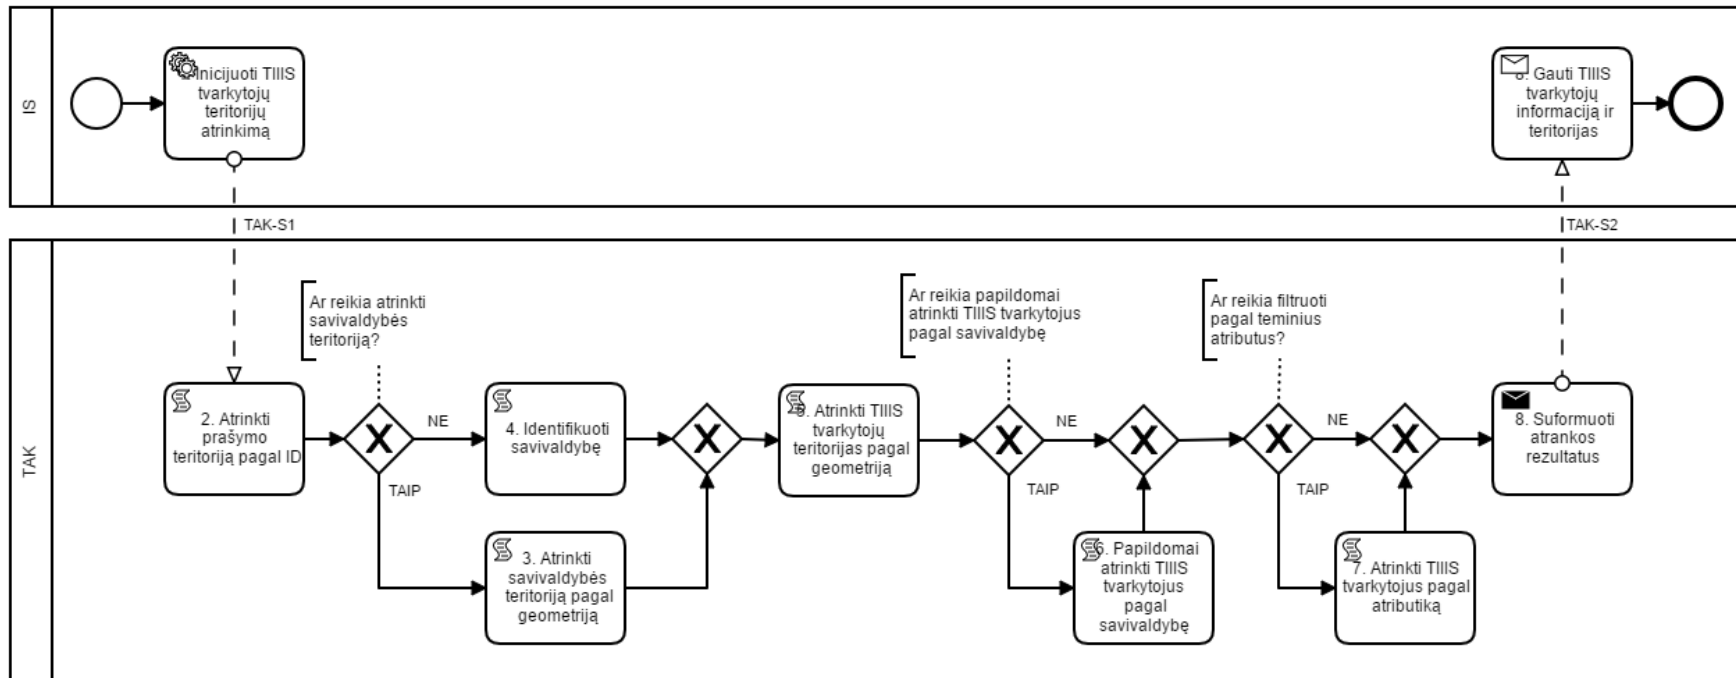 IS
Inicijuoti TIIIS
tvarkytojų
teritorijų
atrinkimą
Gauti TIIIS
tvarkytojų
informaciją ir
teritorijas
TAK-S1
TAK-S2
TAK
Ar reikia atrinkti
savivaldybės
teritoriją?
Ar reikia papildomai
atrinkti TIIIS tvarkytojus
pagal savivaldybę
Ar reikia filtruoti
pagal teminius
atributus?
2. Atrinkti
prašymo
teritoriją pagal ID
NE
TAIP
4. Identifikuoti
savivaldybę
3. Atrinkti
savivaldybės
teritoriją pagal
geometriją
5. Atrinkti TIIIS
tvarkytojų
teritorijas pagal
geometriją
NE
TAIP
6. Papildomai
atrinkti TIIIS
tvarkytojus
pagal
savivaldybę
NE
TAIP
7. Atrinkti TIIIS
tvarkytojus pagal
atributiką
8. Suformuoti
atrankos
rezultatus